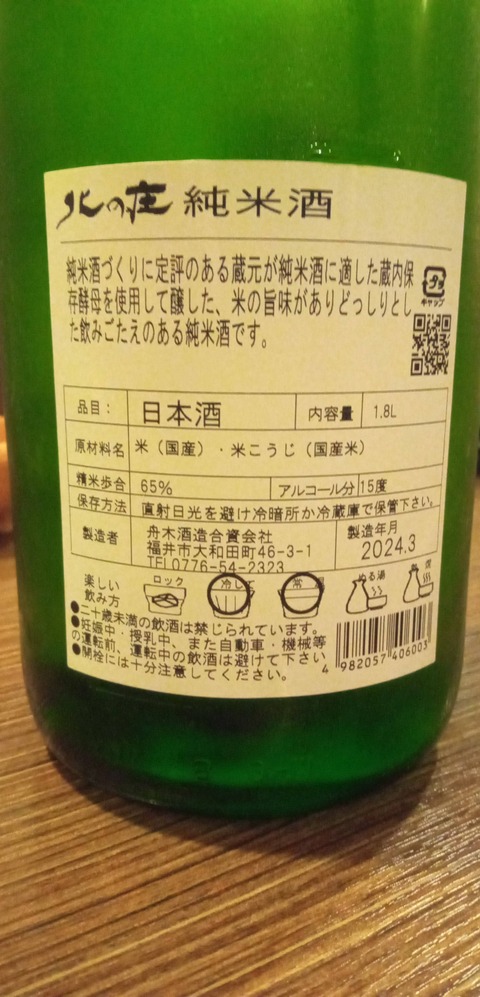 北の庄 純米酒
純米酒づくりに定評のある蔵元が純米酒に適した蔵内保
存酵母を使用して醸した、米の旨味がありどっしりとし
た飲みごたえのある純米酒です。
プラ
キャップ
品目： 日本酒 内容量 1.8L
原材料名 米（国産）・米こうじ（国産米）
精米歩合 65% アルコール分 15度
保存方法 直射日光を避け冷暗所か冷蔵庫で保管下さい。
製造者 舟木酒造合資会社
福井市大和田町46-3-1
TEL0776-54-2323
製造年月
2024.3
楽しい
飲み方
ロック 冷し 常 ぬる燗
●二十歳未満の飲酒は禁じられています。
●妊娠中・授乳中、また自動車・機械等
の運転前、運転中の飲酒は避けて下さい
●開栓には十分注意してください。
4 982057 406003